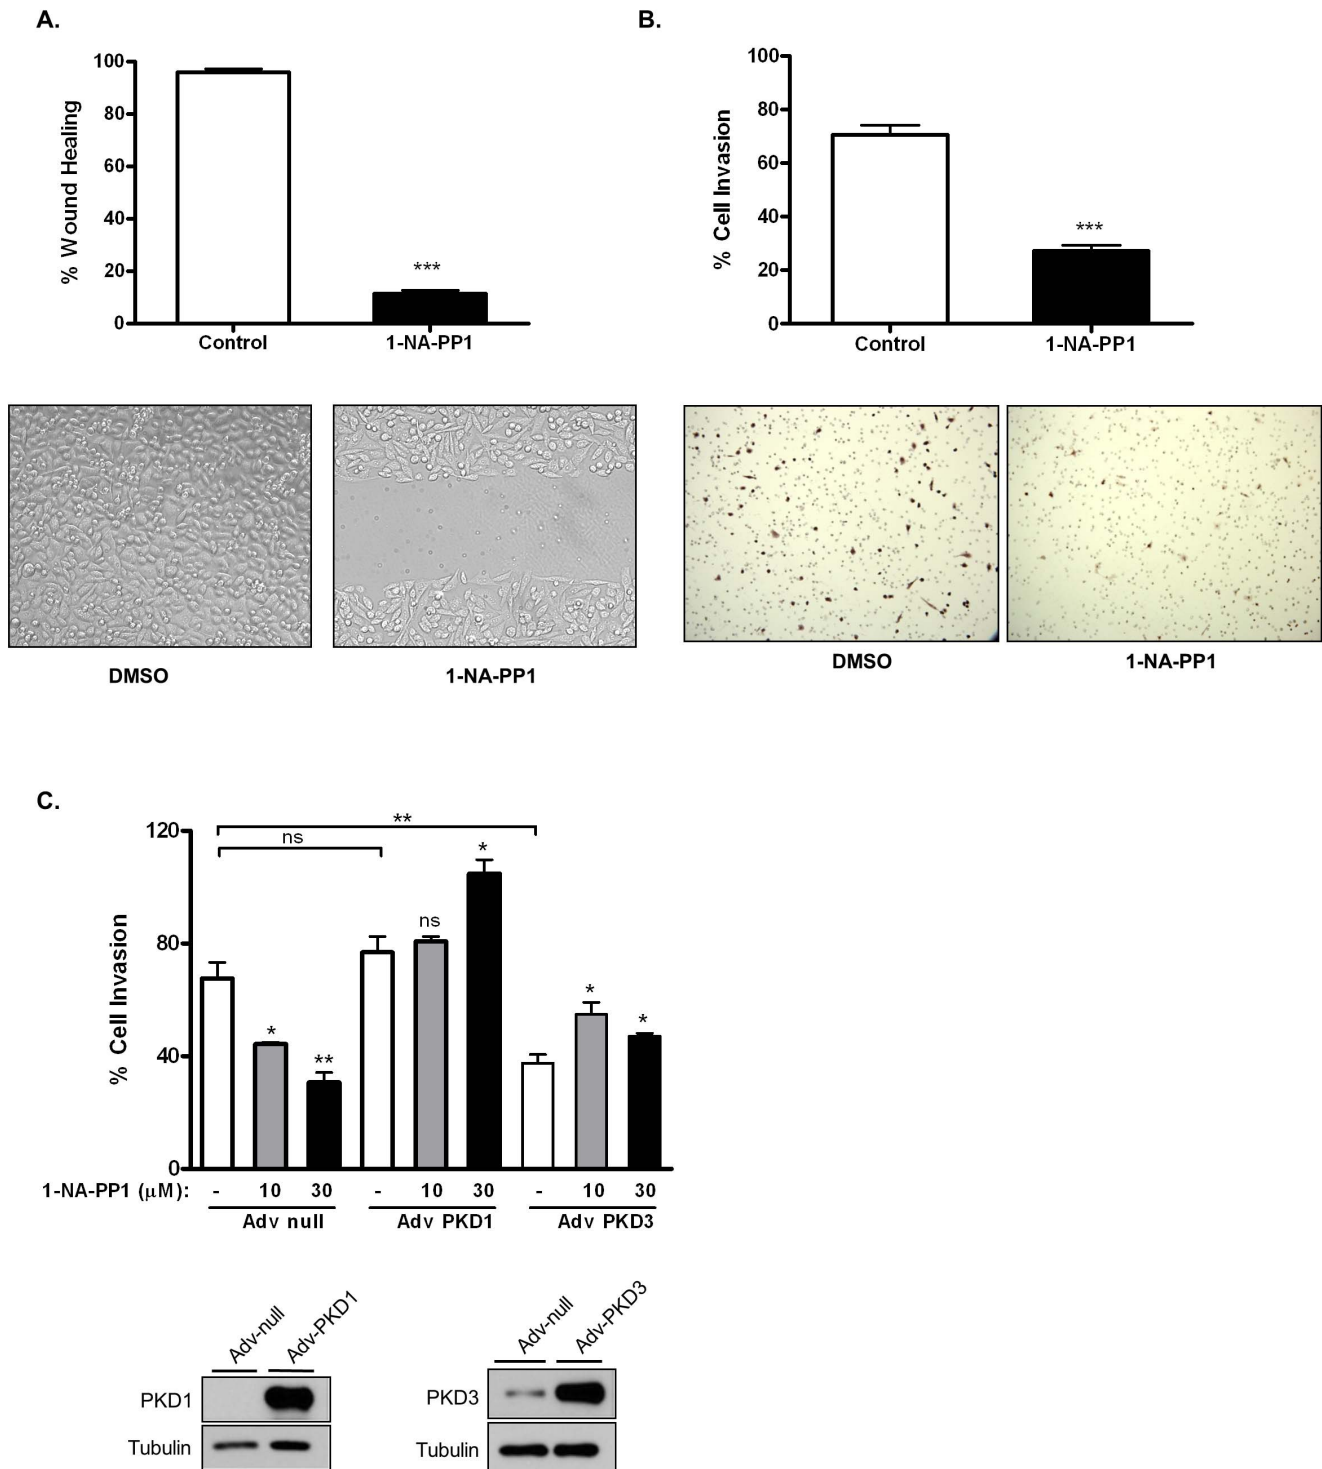 A.
100
80
60
40
20
0
% Wound Healing
***
Control 1-NA-PP1
DMSO 1-NA-PP1
B.
100
80
60
40
20
0
% Cell Invasion
***
Control 1-NA-PP1
DMSO 1-NA-PP1
C.
120
80
40
0
% Cell Invasion
**
ns
*
ns
*
**
*
*
1-NA-PP1 (μM): - 10 30 - 10 30 - 10 30
Adv null Adv PKD1 Adv PKD3
Adv-null Adv-PKD1
PKD1
Tubulin
Adv-null Adv-PKD3
PKD3
Tubulin